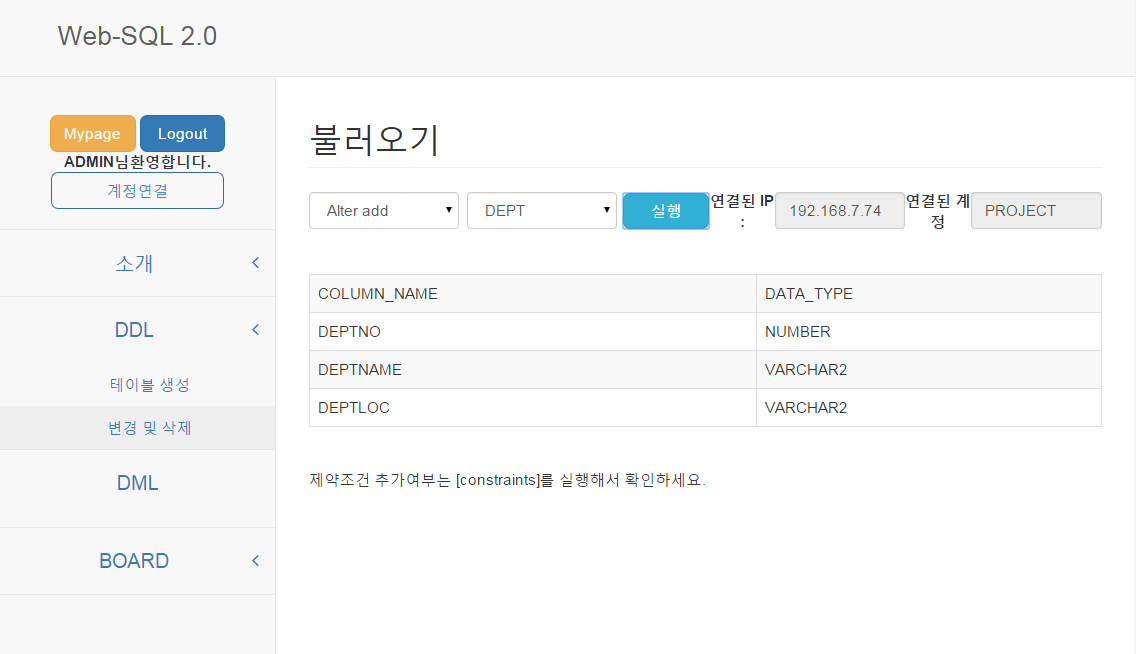 Web-SQL 2.0
Mypage Logout
ADMIN님환영합니다.
계정연결
소개
DDL
테이블 생성
변경 및 삭제
DML
BOARD
불러오기
Alter add DEPT 실행 연결된 IP : 192.168.7.74 연결된 계정 PROJECT
COLUMN_NAME DATA_TYPE
DEPTNO NUMBER
DEPTNAME VARCHAR2
DEPTLOC VARCHAR2
제약조건 추가여부는 [constraints]를 실행해서 확인하세요.